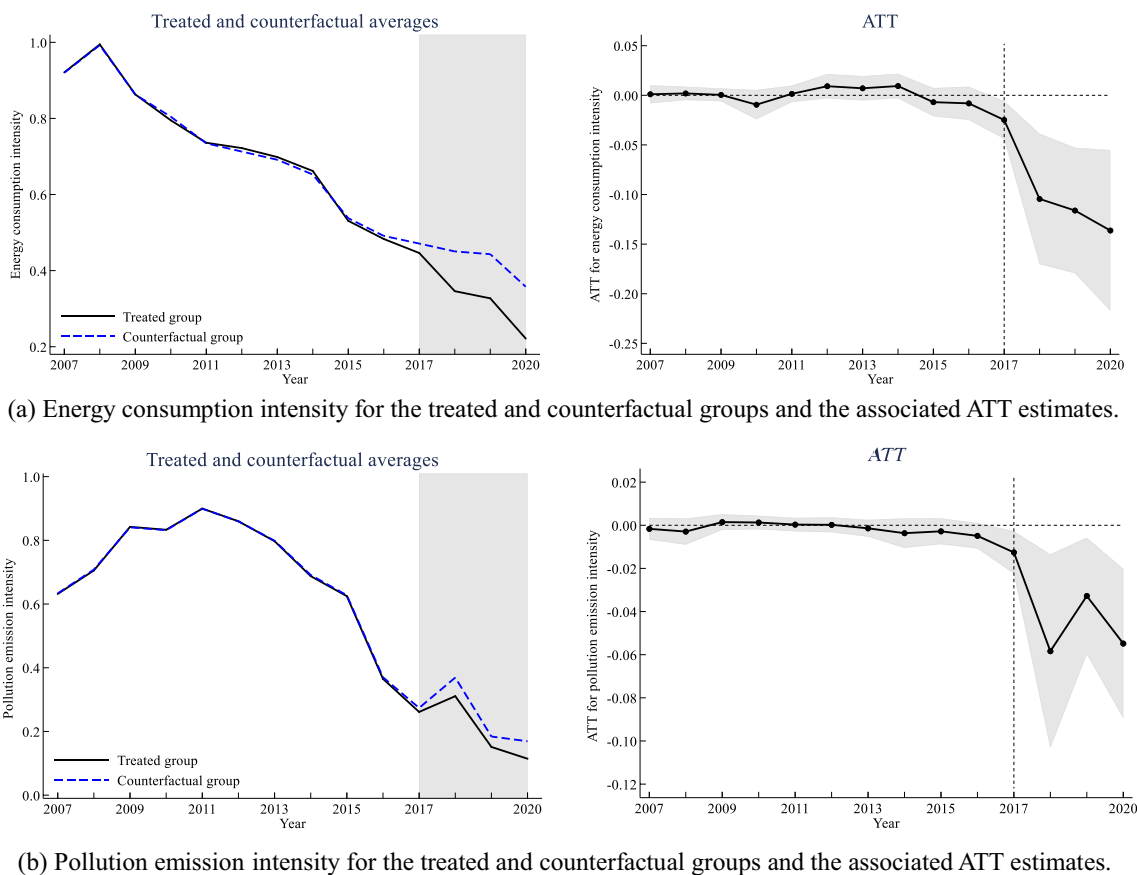 Treated and counterfactual averages
1.0
0.8
0.6
0.4
0.2
Energy consumption intensity
Treated group
Counterfactual group
2007 2009 2011 2013 2015 2017 2020
Year
ATT
0.05
0.00
-0.05
-0.10
-0.15
-0.20
-0.25
ATT for energy consumption intensity
2007 2009 2011 2013 2015 2017 2020
Year
(a) Energy consumption intensity for the treated and counterfactual groups and the associated ATT estimates.
Treated and counterfactual averages
1.0
0.8
0.6
0.4
0.2
0.0
Pollution emission intensity
Treated group
Counterfactual group
2007 2009 2011 2013 2015 2017 2020
Year
ATT
0.02
0.00
-0.02
-0.04
-0.06
-0.08
-0.10
-0.12
ATT for pollution emission intensity
2007 2009 2011 2013 2015 2017 2020
Year
(b) Pollution emission intensity for the treated and counterfactual groups and the associated ATT estimates.